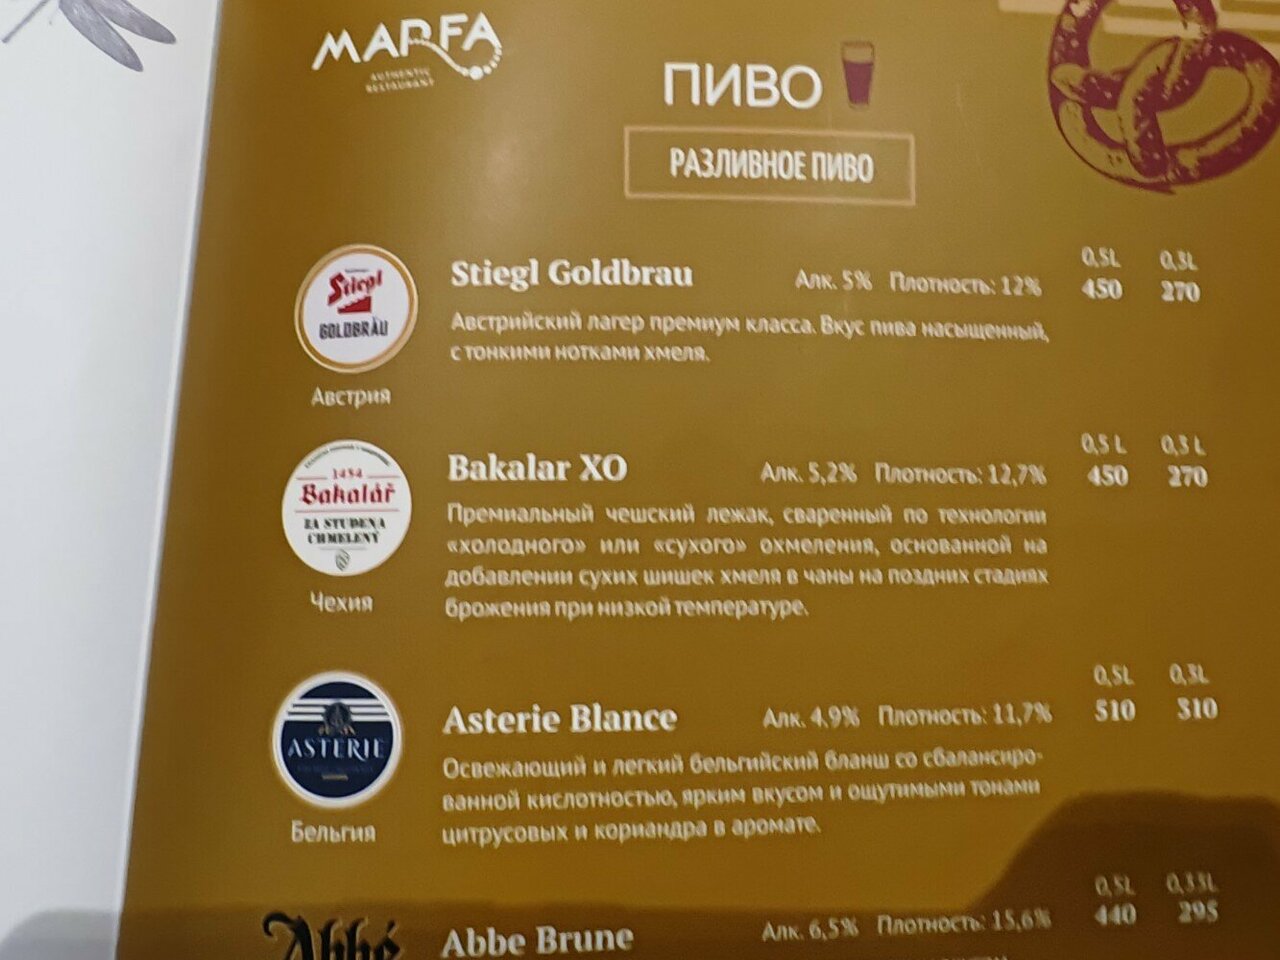 MARFA
AUTHENTIC
RESTAURANT
ПИВО
РАЗЛИВНОЕ ПИВО
Stiegl
GOLDBRÄU
Австрия
Stiegl Goldbrau Алк. 5% Плотность: 12%
0,5L 0,3L
450 270
Австрийский лагер премиум класса. Вкус пива насыщенный,
с тонкими нотками хмеля.
1454
Bakalář
ZA STUDENA
CHMELENÝ
Чехия
Bakalar XO Алк. 5,2% Плотность: 12,7%
0,5 L 0,3 L
450 270
Премиальный чешский лежак, сваренный по технологии
«холодного» или «сухого» охмеления, основанной на
добавлении сухих шишек хмеля в чаны на поздних стадиях
брожения при низкой температуре.
ASTERIE
Бельгия
Asterie Blance Алк. 4,9% Плотность: 11,7%
0,5L 0,3L
510 310
Освежающий и легкий бельгийский бланш со сбалансиро-
ванной кислотностью, ярким вкусом и ощутимыми тонами
цитрусовых и кориандра в аромате.
Abbé
Abbe Brune Алк. 6,5% Плотность: 15,6%
0,5L 0,33L
440 295